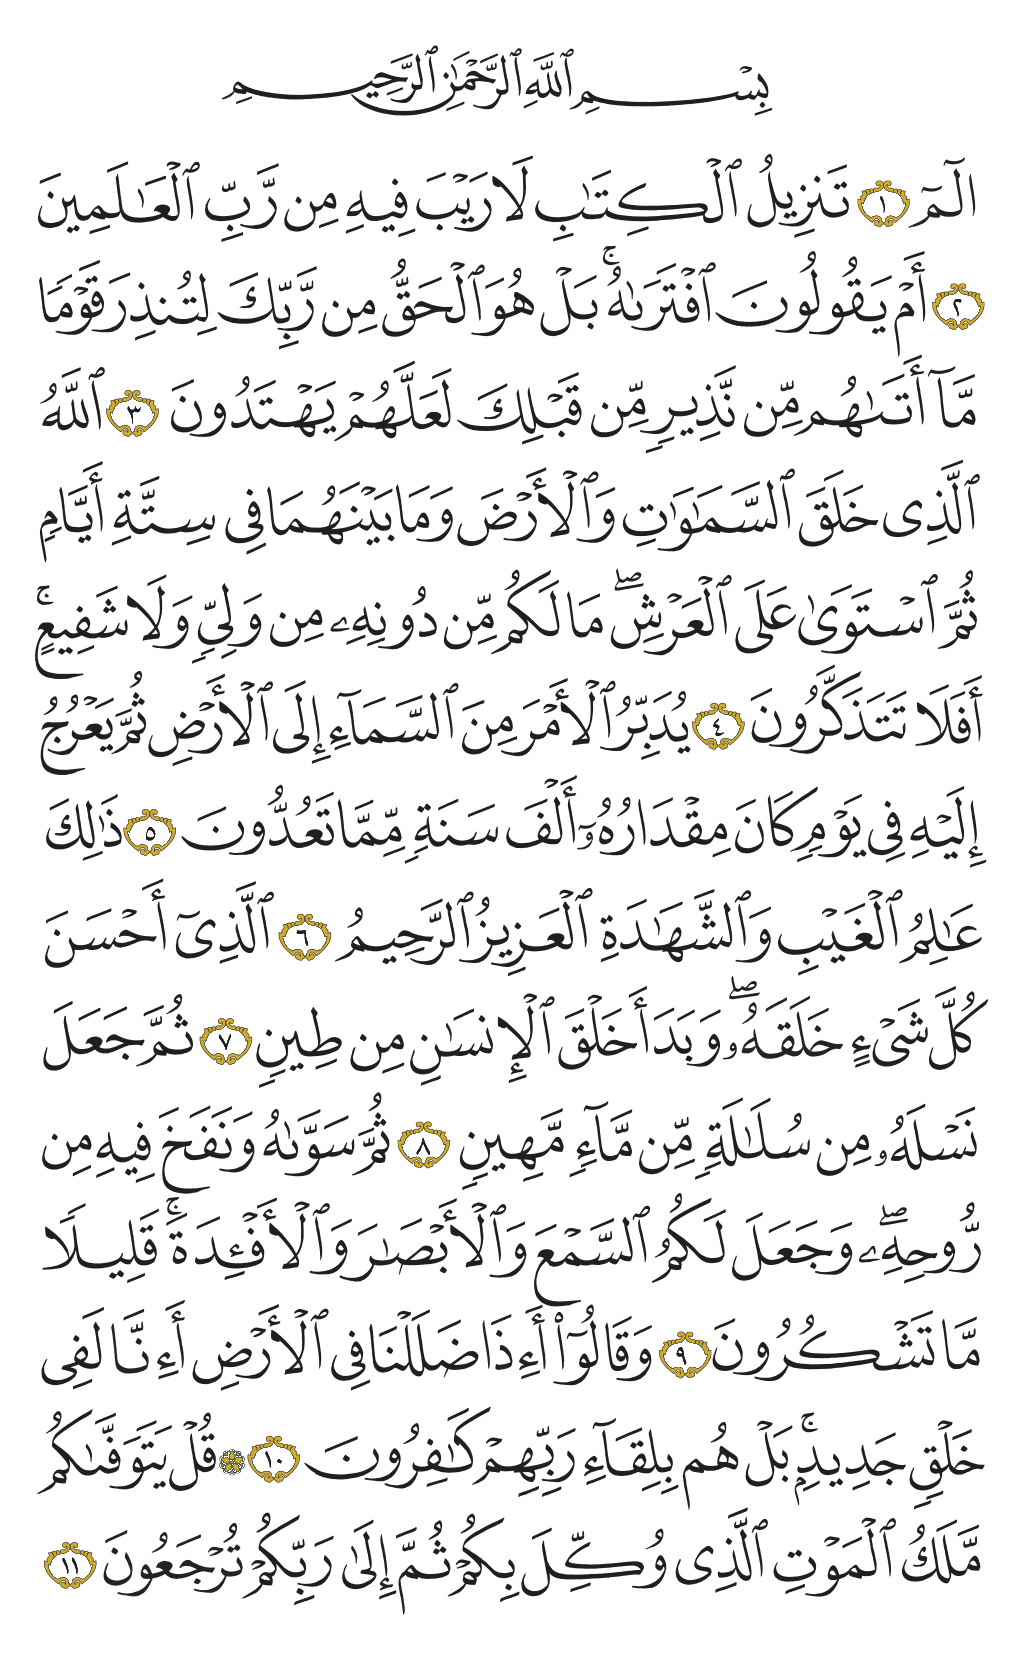 بِسْمِ ٱللَّهِ ٱلرَّحْمَٰنِ ٱلرَّحِيمِ
الٓمٓ ١ تَنزِيلُ ٱلْكِتَٰبِ لَا رَيْبَ فِيهِ مِن رَّبِّ ٱلْعَٰلَمِينَ
٢ أَمْ يَقُولُونَ ٱفْتَرَىٰهُ ۚ بَلْ هُوَ ٱلْحَقُّ مِن رَّبِّكَ لِتُنذِرَ قَوْمًا
مَّآ أَتَىٰهُم مِّن نَّذِيرٍ مِّن قَبْلِكَ لَعَلَّهُمْ يَهْتَدُونَ ٣ ٱللَّهُ
ٱلَّذِى خَلَقَ ٱلسَّمَٰوَٰتِ وَٱلْأَرْضَ وَمَا بَيْنَهُمَا فِى سِتَّةِ أَيَّامٍ
ثُمَّ ٱسْتَوَىٰ عَلَى ٱلْعَرْشِ ۖ مَا لَكُم مِّن دُونِهِۦ مِن وَلِىٍّ وَلَا شَفِيعٍ ۚ
أَفَلَا تَتَذَكَّرُونَ ٤ يُدَبِّرُ ٱلْأَمْرَ مِنَ ٱلسَّمَآءِ إِلَى ٱلْأَرْضِ ثُمَّ يَعْرُجُ
إِلَيْهِ فِى يَوْمٍ كَانَ مِقْدَارُهُۥٓ أَلْفَ سَنَةٍ مِّمَّا تَعُدُّونَ ٥ ذَٰلِكَ
عَٰلِمُ ٱلْغَيْبِ وَٱلشَّهَٰدَةِ ٱلْعَزِيزُ ٱلرَّحِيمُ ٦ ٱلَّذِىٓ أَحْسَنَ
كُلَّ شَىْءٍ خَلَقَهُۥ ۖ وَبَدَأَ خَلْقَ ٱلْإِنسَٰنِ مِن طِينٍ ٧ ثُمَّ جَعَلَ
نَسْلَهُۥ مِن سُلَٰلَةٍ مِّن مَّآءٍ مَّهِينٍ ٨ ثُمَّ سَوَّىٰهُ وَنَفَخَ فِيهِ مِن
رُّوحِهِۦ ۖ وَجَعَلَ لَكُمُ ٱلسَّمْعَ وَٱلْأَبْصَٰرَ وَٱلْأَفْـِٔدَةَ ۚ قَلِيلًا
مَّا تَشْكُرُونَ ٩ وَقَالُوٓا۟ أَءِذَا ضَلَلْنَا فِى ٱلْأَرْضِ أَءِنَّا لَفِى
خَلْقٍ جَدِيدٍۭ ۚ بَلْ هُم بِلِقَآءِ رَبِّهِمْ كَٰفِرُونَ ١٠ ۞ قُلْ يَتَوَفَّىٰكُم
مَّلَكُ ٱلْمَوْتِ ٱلَّذِى وُكِّلَ بِكُمْ ثُمَّ إِلَىٰ رَبِّكُمْ تُرْجَعُونَ ١١